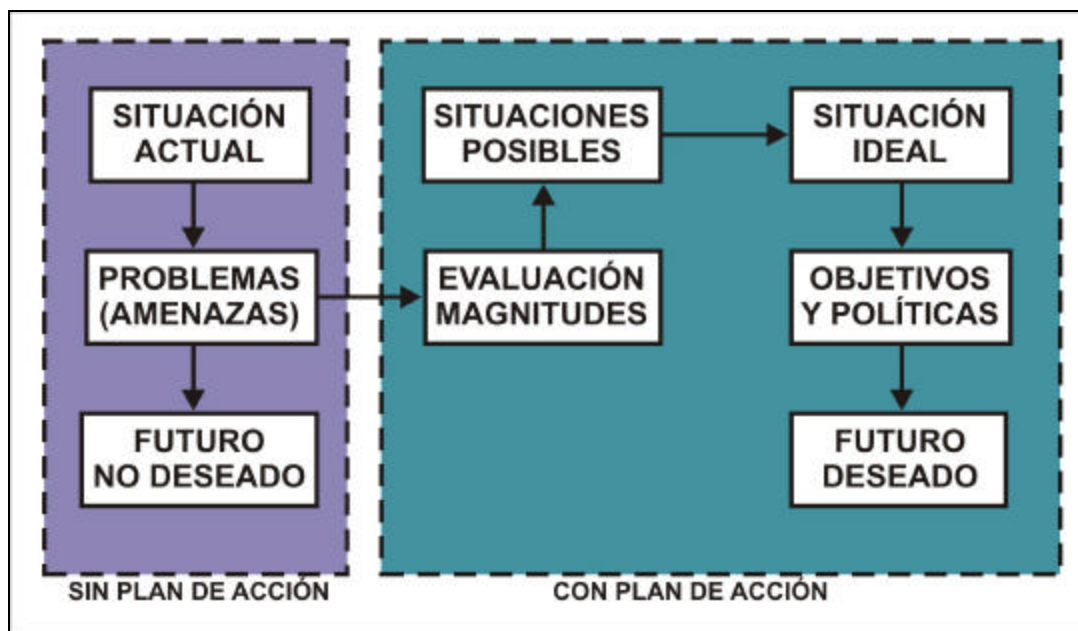 SITUACIÓN
ACTUAL
PROBLEMAS
(AMENAZAS)
FUTURO
NO DESEADO
SIN PLAN DE ACCIÓN
SITUACIONES
POSIBLES
EVALUACIÓN
MAGNITUDES
SITUACIÓN
IDEAL
OBJETIVOS
Y POLÍTICAS
FUTURO
DESEADO
CON PLAN DE ACCIÓN